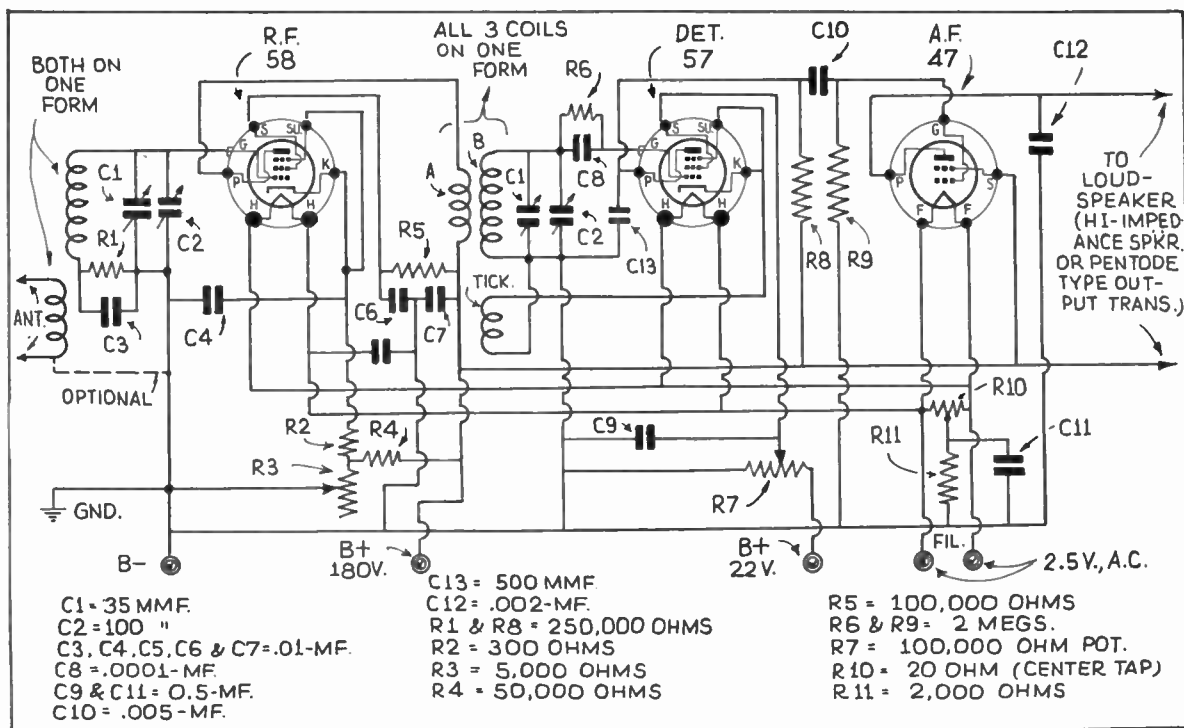 R.F.
58
ALL 3 COILS
ON ONE
FORM
DET.
57
C10
A.F.
47
C12
BOTH ON
ONE
FORM
R6
S
SU.
G
K
P
H
H
B
A
S
SU.
G
K
P
H
H
G
P
S
F
F
C1
C2
R1
C3
ANT.
OPTIONAL
C4
R5
C6
C7
C1
C2
C8
C13
TICK.
R8
R9
TO
LOUD-
SPEAKER
(HI-IMPED-
ANCE SPKR.
OR PENTODE
TYPE OUT-
PUT TRANS.)
R2
R4
R3
C9
R7
R10
R11
C11
GND.
B-
B+
180V.
B+
22V.
FIL.
2.5V., A.C.
C1 = 35 MMF.
C2 = 100 "
C3, C4, C5, C6 & C7 = .01-MF.
C8 = .0001-MF.
C9 & C11 = 0.5-MF.
C10 = .005-MF.
C13 = 500 MMF.
C12 = .002-MF.
R1 & R8 = 250,000 OHMS
R2 = 300 OHMS
R3 = 5,000 OHMS
R4 = 50,000 OHMS
R5 = 100,000 OHMS
R6 & R9 = 2 MEGS.
R7 = 100,000 OHM POT.
R10 = 20 OHM (CENTER TAP)
R11 = 2,000 OHMS